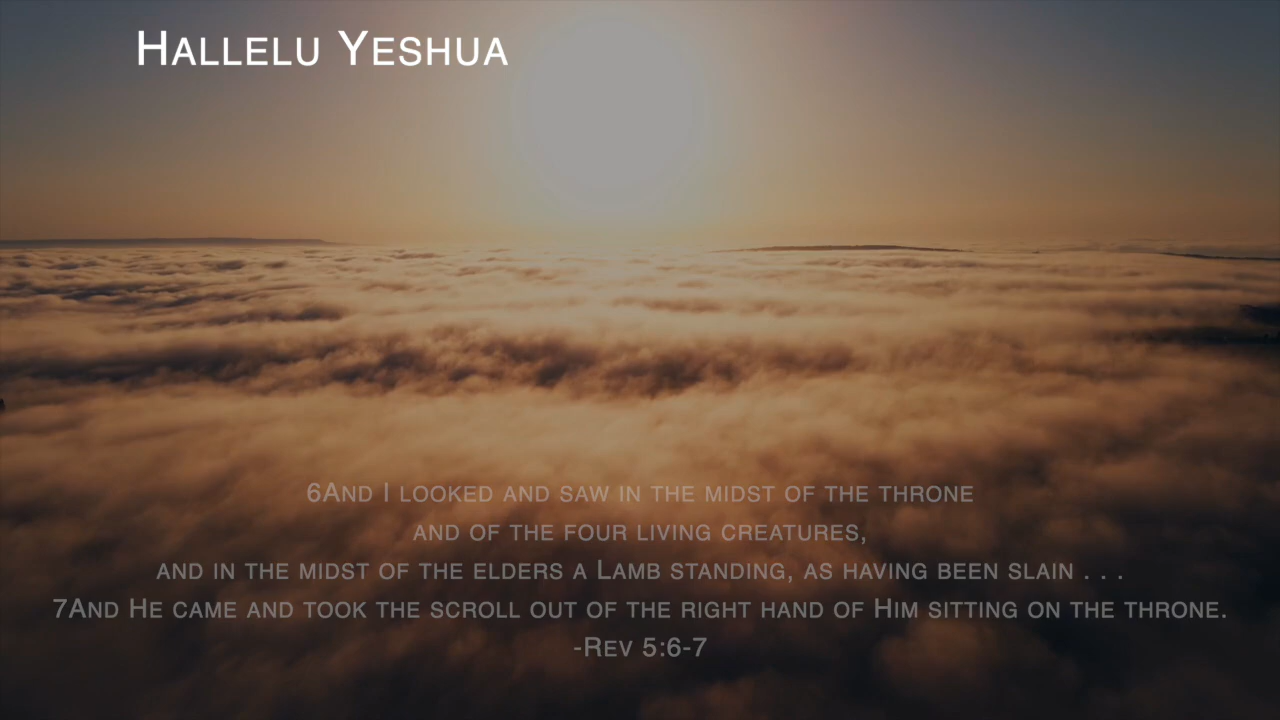 Hallelu Yeshua
6And I looked and saw in the midst of the throne
and of the four living creatures,
and in the midst of the elders a Lamb standing, as having been slain . . .
7And He came and took the scroll out of the right hand of Him sitting on the throne.
-Rev 5:6-7